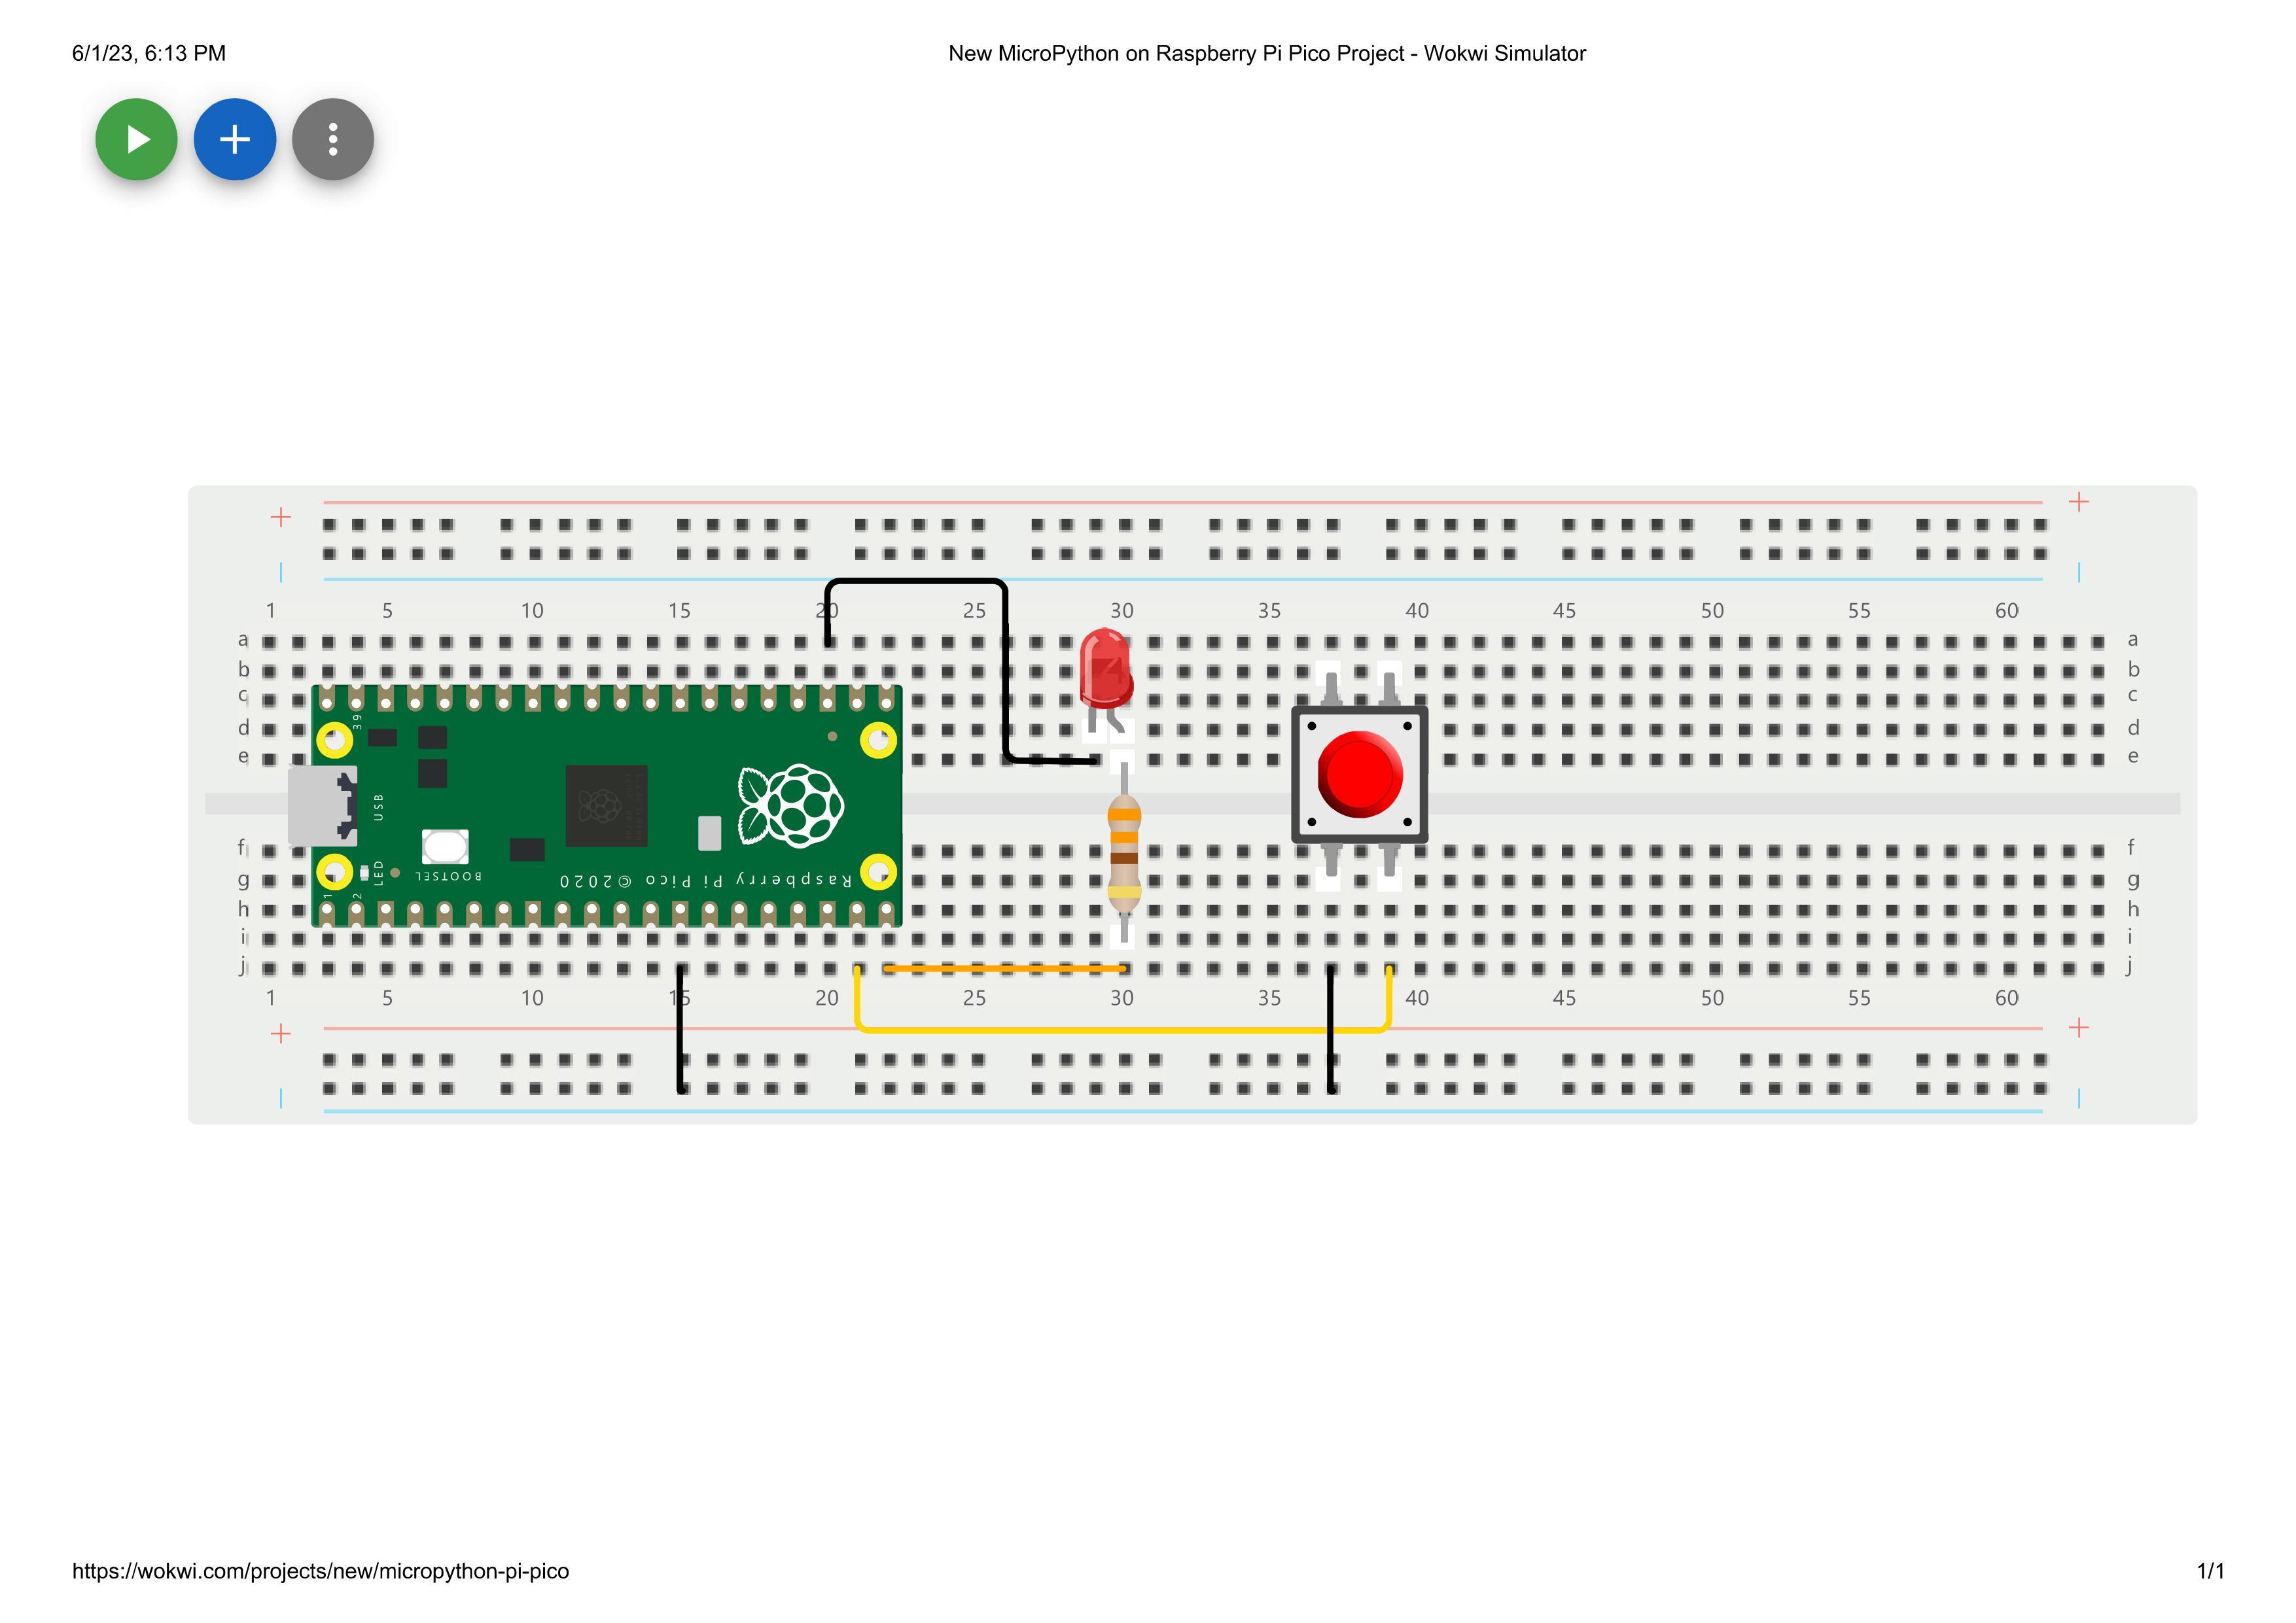 6/1/23, 6:13 PM
New MicroPython on Raspberry Pi Pico Project - Wokwi Simulator
1 5 10 15 20 25 30 35 40 45 50 55 60
a a
b b
c c
d d
e e
39
USB
f f
g g
h h
i i
j j
LED
BOOTSEL
Raspberry Pi Pico © 2020
1 2
1 5 10 15 20 25 30 35 40 45 50 55 60
https://wokwi.com/projects/new/micropython-pi-pico
1/1